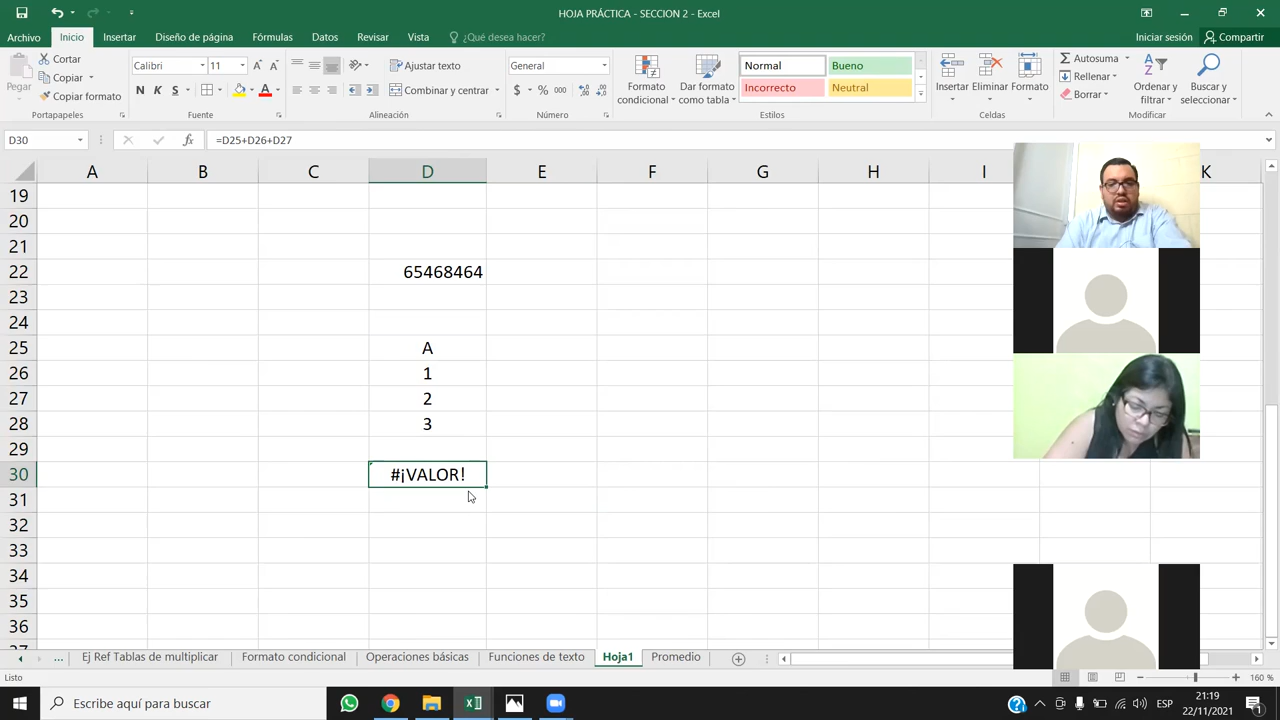 HOJA PRÁCTICA - SECCION 2 - Excel
Archivo Inicio Insertar Diseño de página Fórmulas Datos Revisar Vista ¿Qué desea hacer? Iniciar sesión Compartir
Pegar
Cortar
Copiar
Copiar formato
Portapapeles
Calibri 11
N K S
Fuente
Ajustar texto
Combinar y centrar
Alineación
General
$ % 000
Número
Formato condicional
Dar formato como tabla
Normal Bueno
Incorrecto Neutral
Estilos
Insertar Eliminar Formato
Celdas
Autosuma
Rellenar
Borrar
Ordenar y filtrar
Buscar y seleccionar
Modificar
D30 fx =D25+D26+D27
A B C D E F G H I K
19
20
21
22 65468464
23
24
25 A
26 1
27 2
28 3
29
30 #¡VALOR!
31
32
33
34
35
36
... Ej Ref Tablas de multiplicar Formato condicional Operaciones básicas Funciones de texto Hoja1 Promedio
Listo 160 %
Escribe aquí para buscar
ESP
21:19
22/11/2021